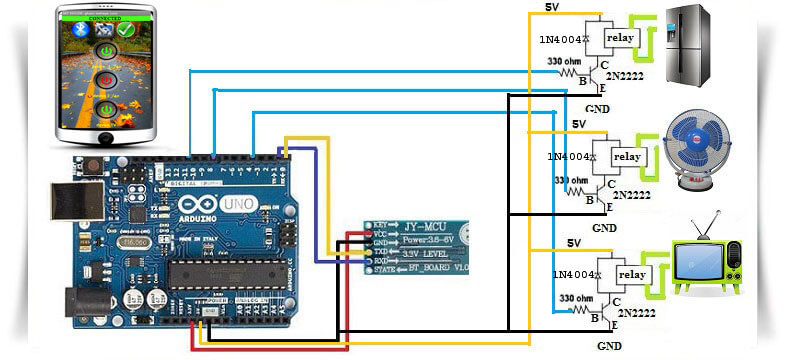 CONNECTED
5V
1N4004
relay
330 ohm
C
B
2N2222
E
GND
5V
1N4004
relay
330 ohm
C
B
2N2222
E
GND
DIGITAL
ARDUINO
UNO
MADE IN ITALY
POWER
ANALOG IN
GND
KEY
VCC
GND
TXD
RXD
STATE
JY-MCU
Power:3.6-6V
3.3V LEVEL
BT_BOARD V1.0
5V
1N4004
relay
330 ohm
C
B
2N2222
E
GND